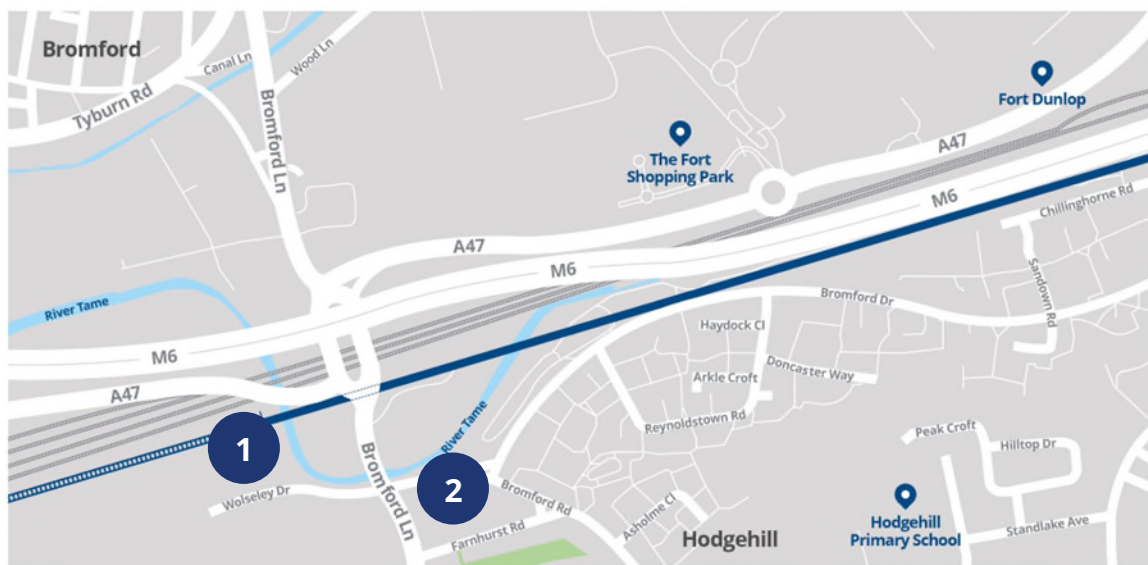 Bromford
Canal Ln
Wood Ln
Tyburn Rd
Bromford Ln
Fort Dunlop
The Fort
Shopping Park
A47
M6
Chillinghorne Rd
A47
M6
Sandown Rd
Bromford Dr
River Tame
Haydock Cl
M6
Doncaster Way
Arkle Croft
A47
River Tame
Reynoldstown Rd
Peak Croft
Hilltop Dr
1
2
Wolseley Dr
Bromford Ln
Bromford Rd
Asholme Cl
Farnhurst Rd
Hodgehill
Hodgehill
Primary School
Standlake Ave